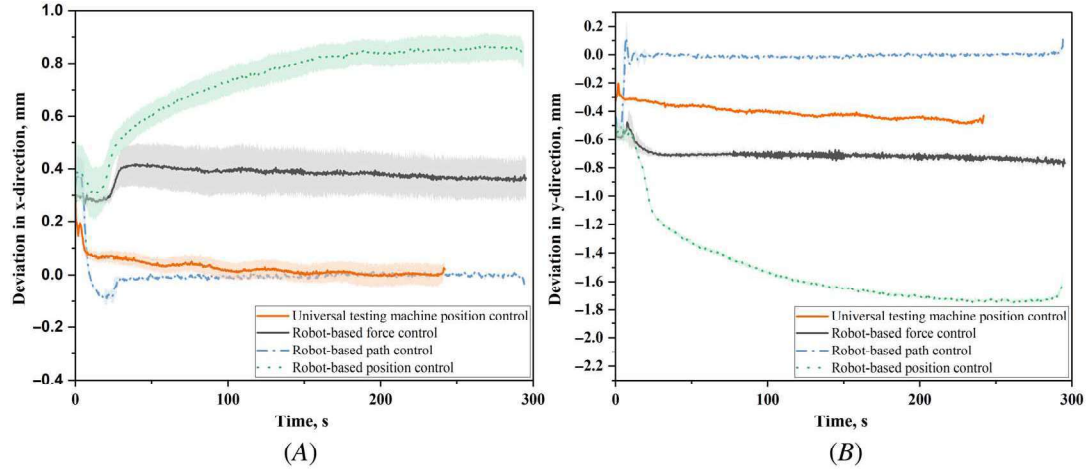 1.0
0.8
0.6
0.4
0.2
0.0
0.2
–0.4
Deviation in x-direction, mm
Universal testing machine position control
Robot-based force control
Robot-based path control
Robot-based position control
0 50 100 150 200 250 300
Time, s
(A)
0.2
0.0
–0.2
–0.4
–0.6
–0.8
–1.0
–1.2
–1.4
–1.6
–1.8
–2.0
–2.2
Deviation in y-direction, mm
Universal testing machine position control
Robot-based force control
Robot-based path control
Robot-based position control
0 100 200 300
Time, s
(B)